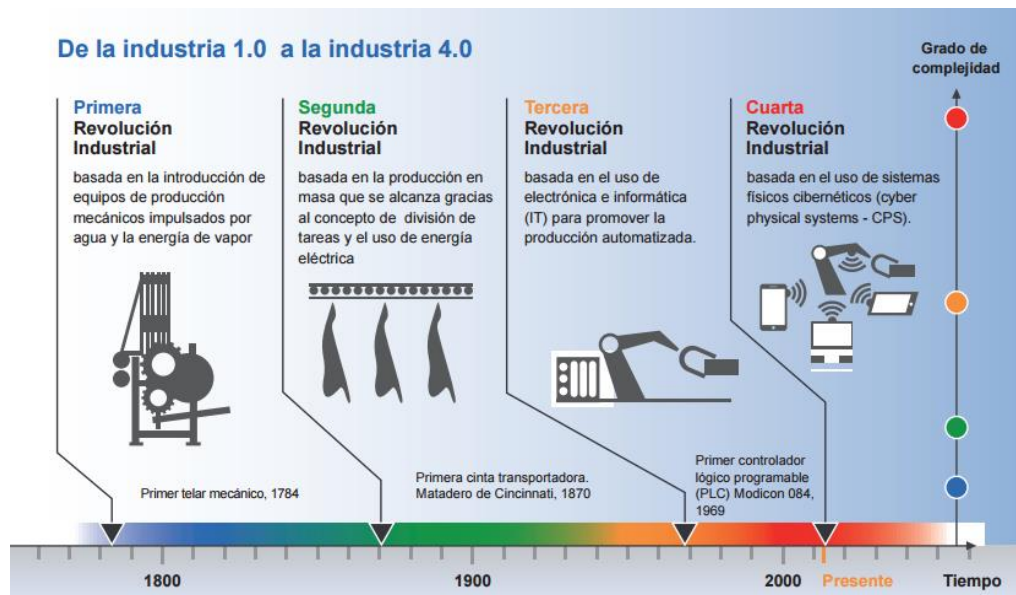 De la industria 1.0 a la industria 4.0
Grado de
complejidad
Primera
Revolución
Industrial
basada en la introducción de
equipos de producción
mecánicos impulsados por
agua y la energía de vapor
Segunda
Revolución
Industrial
basada en la producción en
masa que se alcanza gracias
al concepto de división de
tareas y el uso de energía
eléctrica
Tercera
Revolución
Industrial
basada en el uso de
electrónica e informática
(IT) para promover la
producción automatizada.
Cuarta
Revolución
Industrial
basada en el uso de sistemas
físicos cibernéticos (cyber
physical systems - CPS).
Primer telar mecánico, 1784
Primera cinta transportadora.
Matadero de Cincinnati, 1870
Primer controlador
lógico programable
(PLC) Modicon 084,
1969
1800
1900
2000
Presente
Tiempo